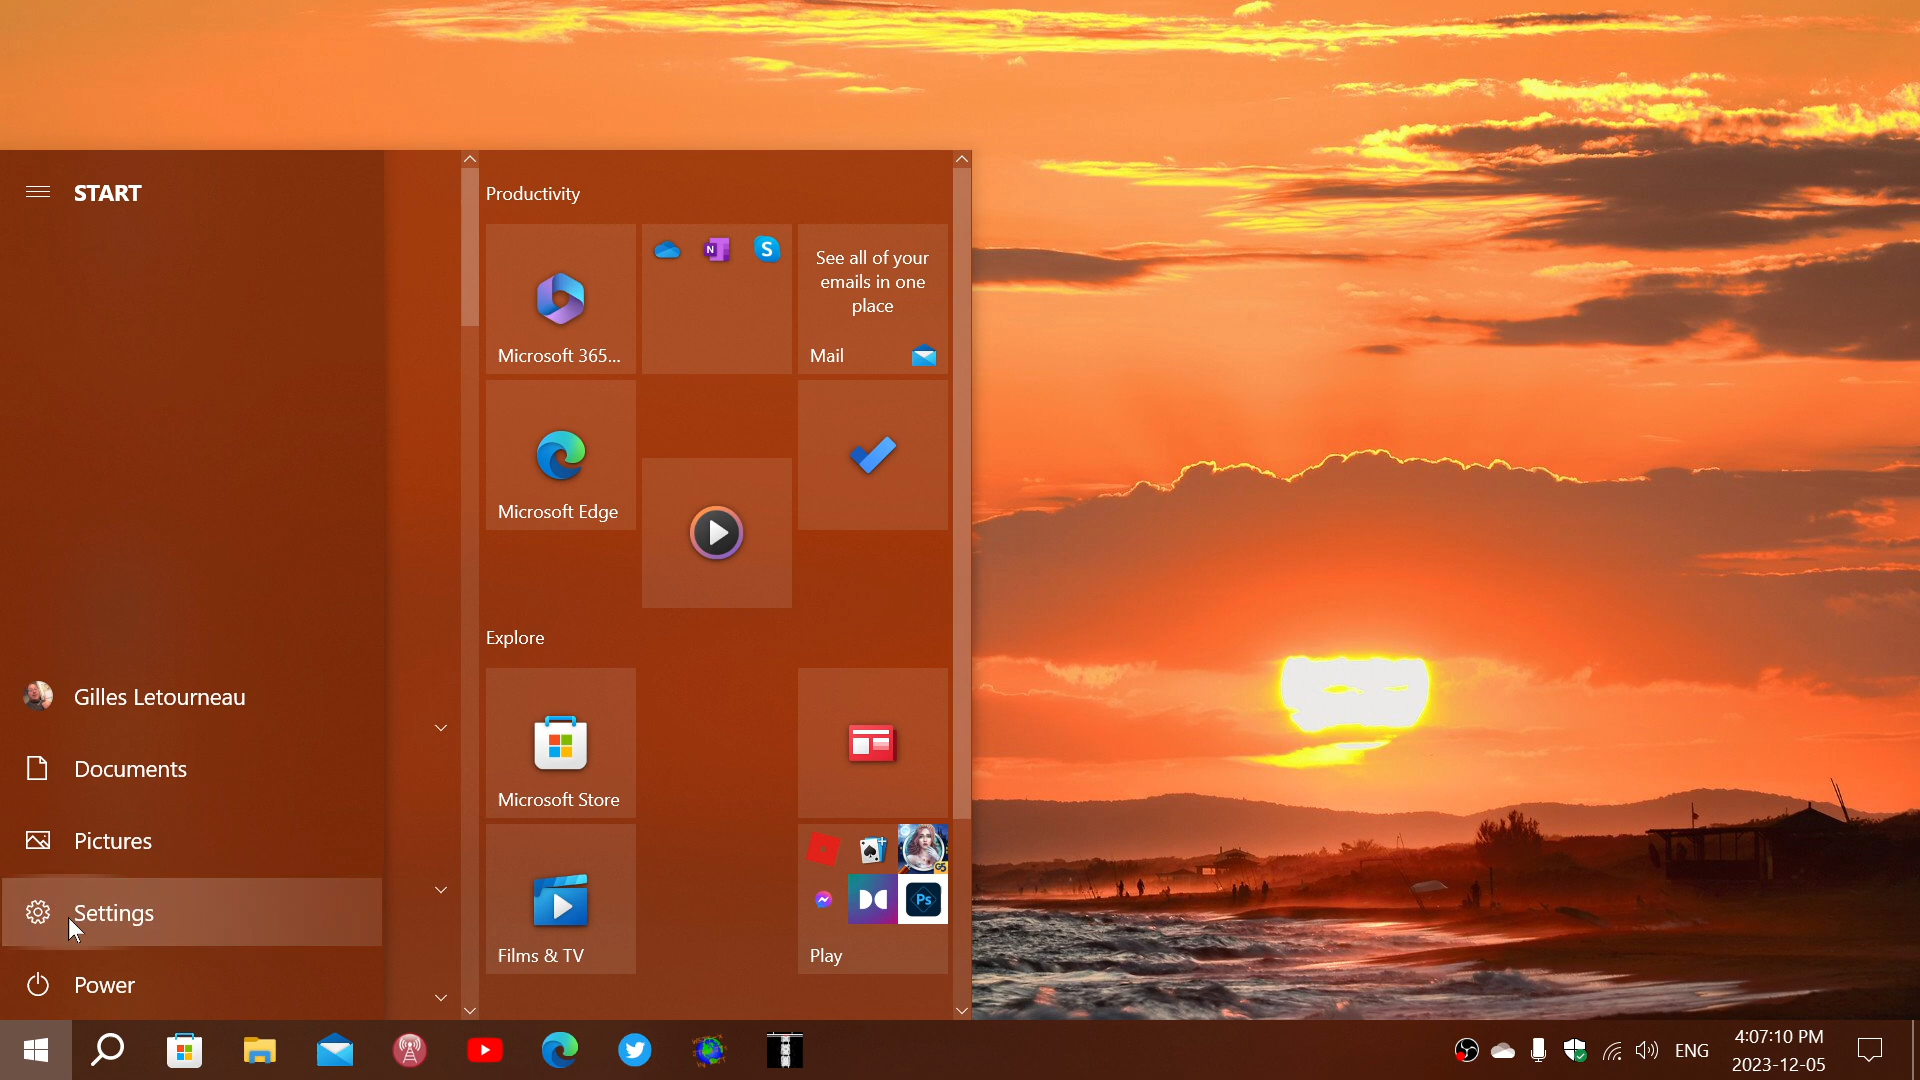 START
Gilles Letourneau
Documents
Pictures
Settings
Power
Productivity
Microsoft 365...
N
S
See all of your
emails in one
place
Mail
Microsoft Edge
Explore
Microsoft Store
Films & TV
Ps
Play
ENG
4:07:10 PM
2023-12-05